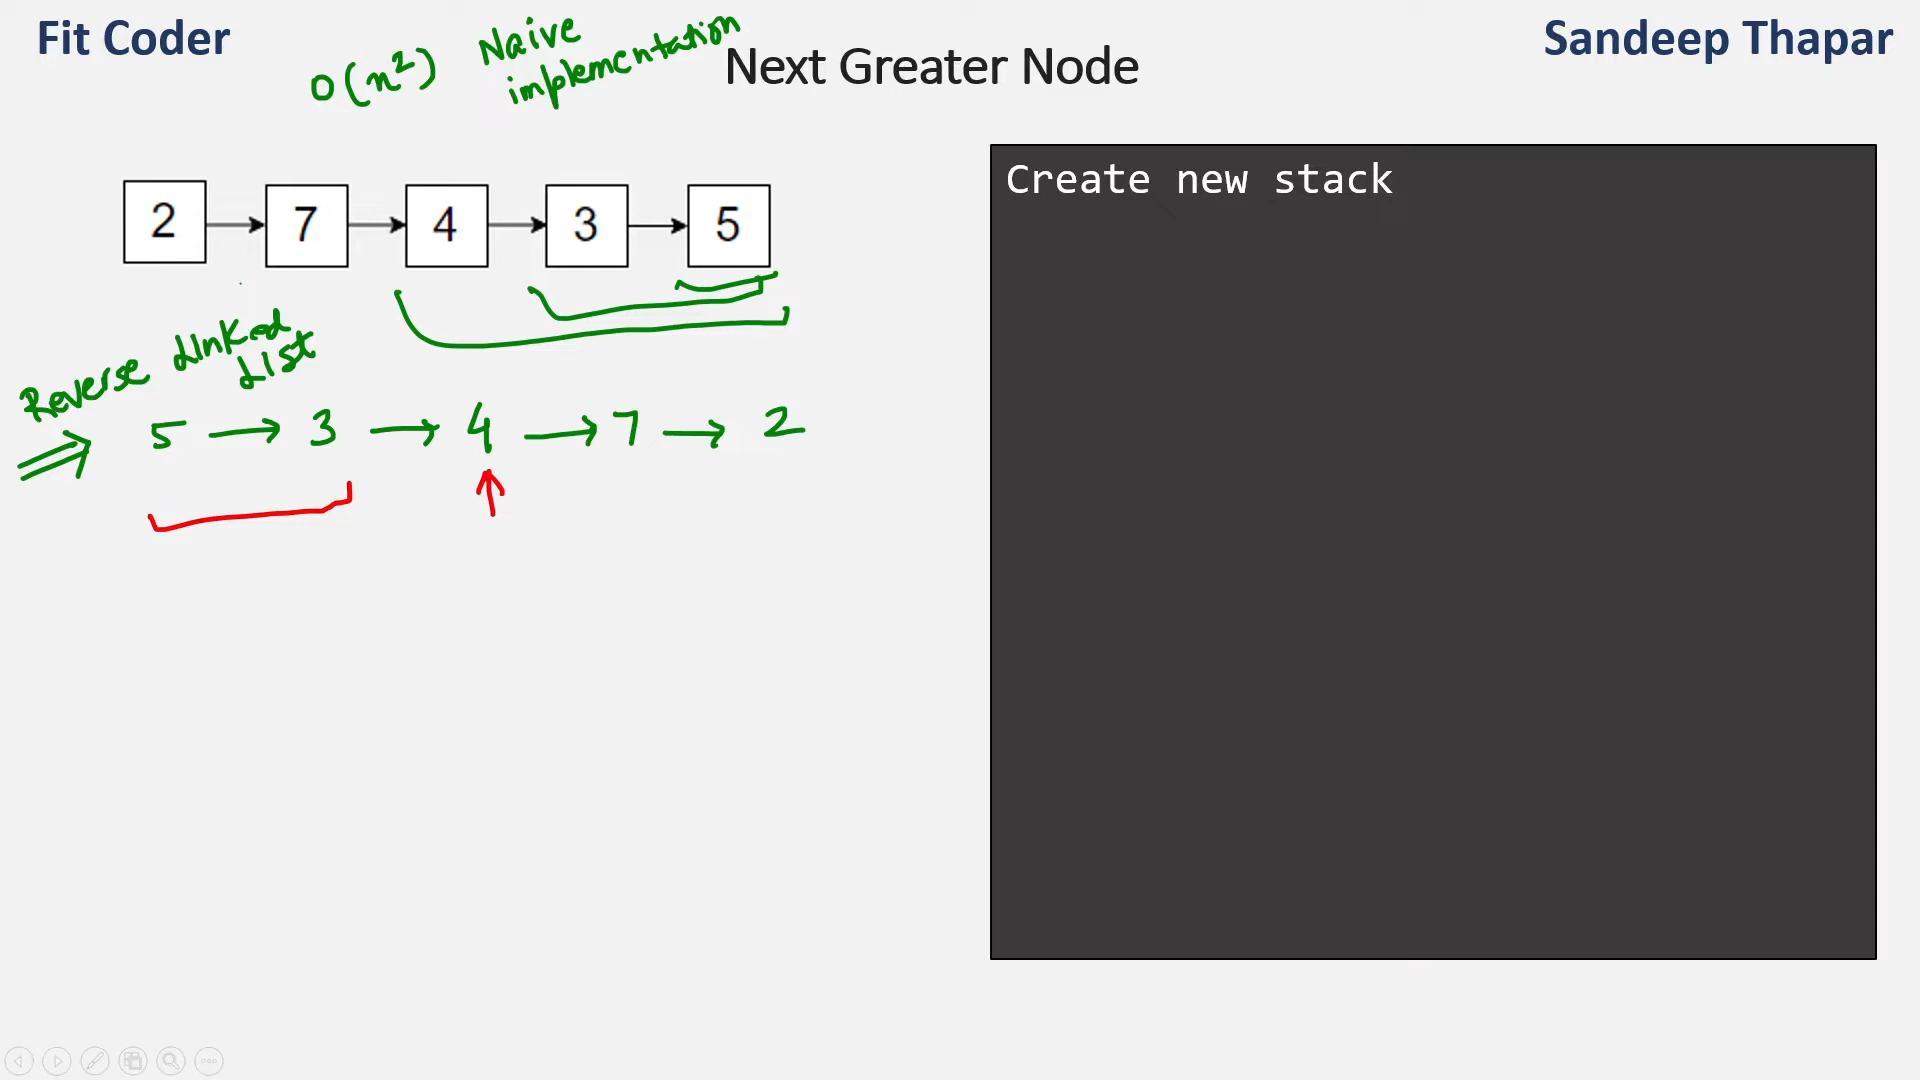 Fit Coder
Sandeep Thapar
O(n²) Naive
implementation
Next Greater Node
Create new stack
2 7 4 3 5
Reverse Linked
List
⇒ 5 → 3 → 4 → 7 → 2